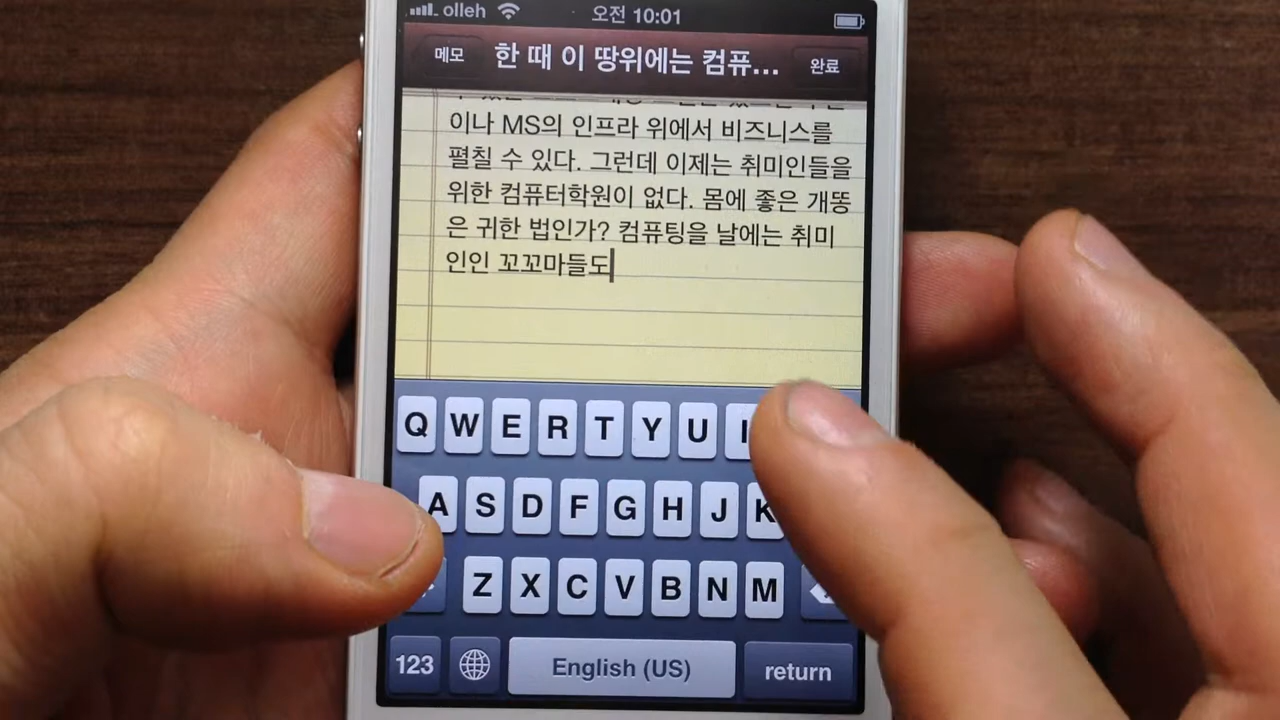 olleh 오전 10:01
메모 한 때 이 땅위에는 컴퓨... 완료
이나 MS의 인프라 위에서 비즈니스를
펼칠 수 있다. 그런데 이제는 취미인들을
위한 컴퓨터학원이 없다. 몸에 좋은 개똥
은 귀한 법인가? 컴퓨팅을 날에는 취미
인인 꼬꼬마들도
Q W E R T Y U I
A S D F G H J K
Z X C V B N M
123 English (US) return